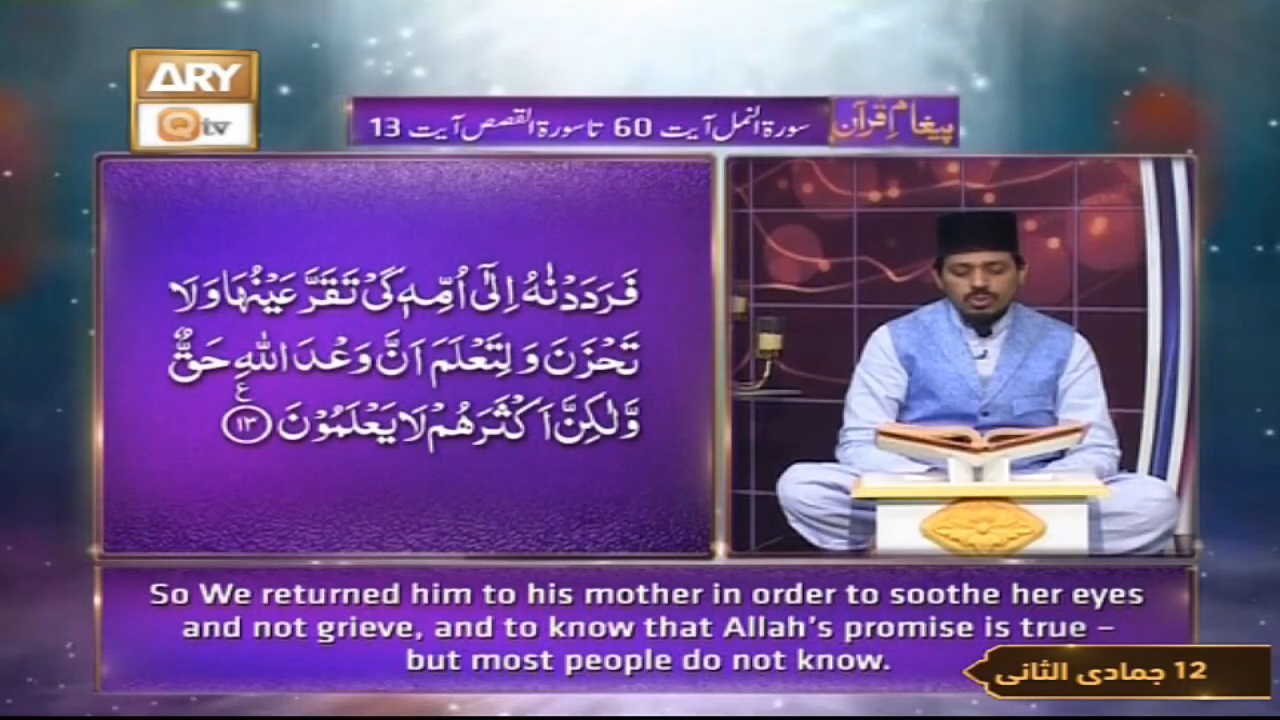 ARY
Qtv
پیغامِ قرآن
سورۃ النمل آیت 60 تا سورۃ القصص آیت 13
فَرَدَدْنٰهُ اِلٰۤی اُمِّهٖ كَیْ تَقَرَّ عَیْنُهَا وَلَا
تَحْزَنَ وَ لِتَعْلَمَ اَنَّ وَعْدَ اللّٰهِ حَقٌّ
وَّلٰكِنَّ اَكْثَرَهُمْ لَا یَعْلَمُوْنَ ﴿۱۳﴾ ع
So We returned him to his mother in order to soothe her eyes
and not grieve, and to know that Allah's promise is true –
but most people do not know.
12 جمادی الثانی